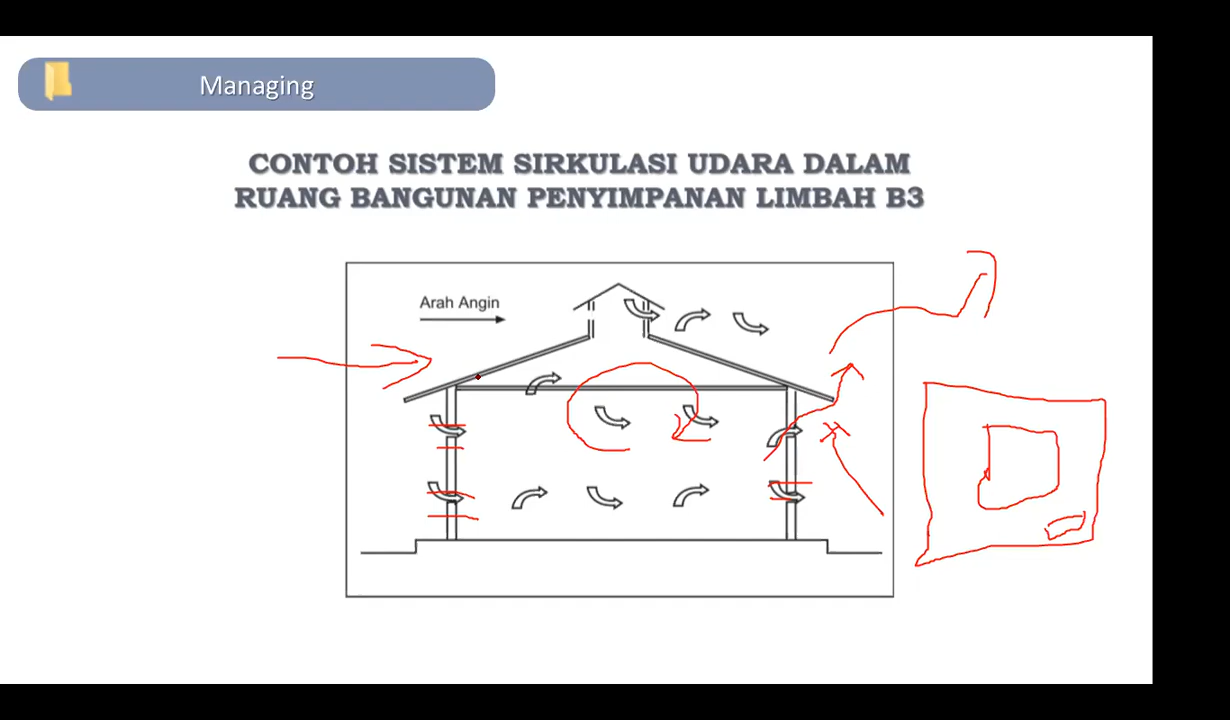 Managing
CONTOH SISTEM SIRKULASI UDARA DALAM
RUANG BANGUNAN PENYIMPANAN LIMBAH B3
Arah Angin